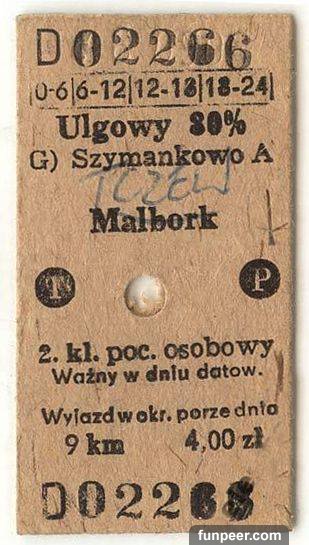 D02266
0-6|6-12|12-18|18-24|
Ulgowy 80%
G) Szymankowo A
TCZEW
Malbork
T P
2. kl. poc. osobowy
Ważny w dniu datow.
Wyjazd w okr. porze dnia
9 km 4,00 zł
D0226
funpeer.com